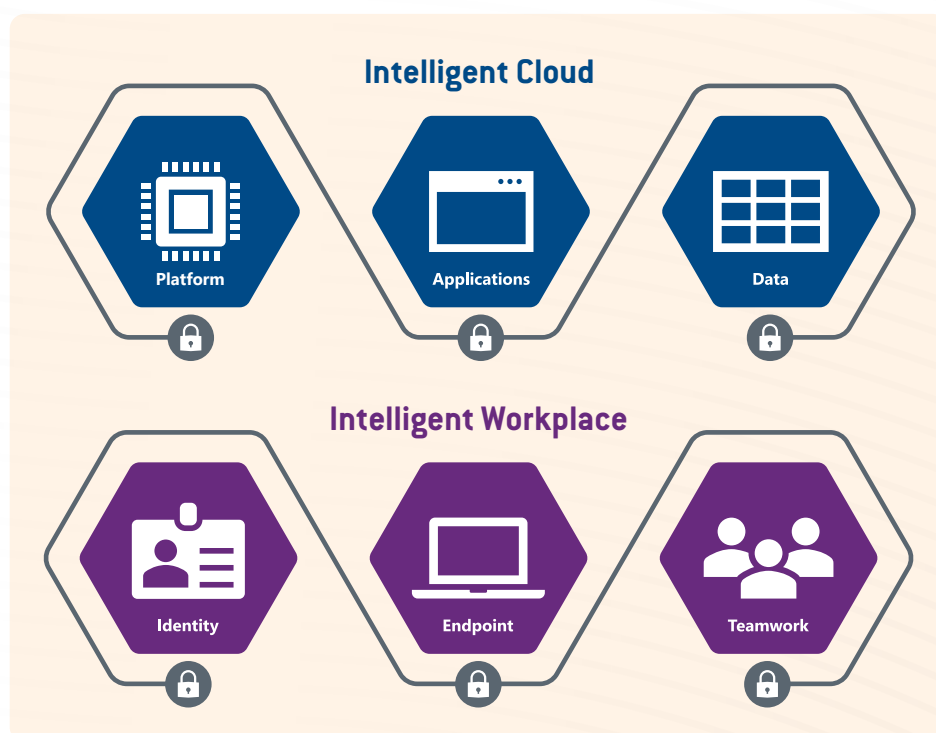 Intelligent Cloud
Platform
Applications
Data
Intelligent Workplace
Identity
Endpoint
Teamwork